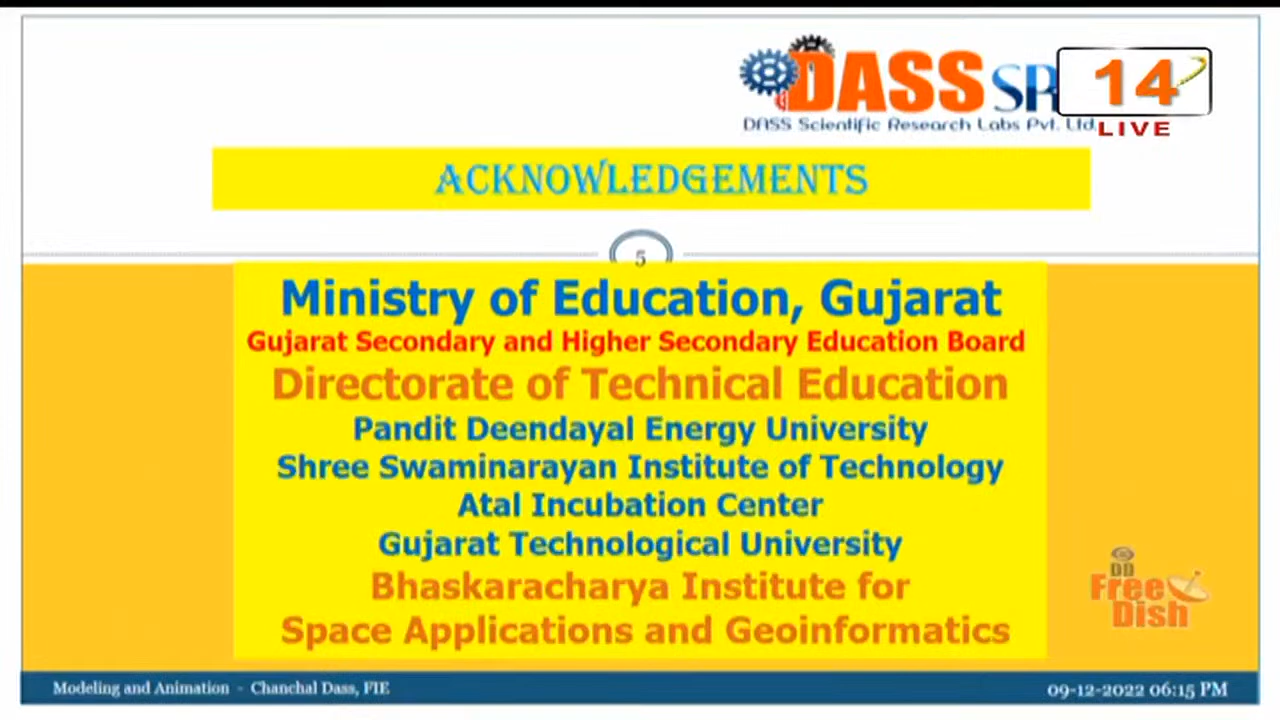 DASS SR
14
DASS Scientific Research Labs Pvt. Ltd.
LIVE
ACKNOWLEDGEMENTS
5
Ministry of Education, Gujarat
Gujarat Secondary and Higher Secondary Education Board
Directorate of Technical Education
Pandit Deendayal Energy University
Shree Swaminarayan Institute of Technology
Atal Incubation Center
Gujarat Technological University
Bhaskaracharya Institute for
Space Applications and Geoinformatics
DD
Free
Dish
Modeling and Animation - Chanchal Dass, FIE
09-12-2022 06:15 PM